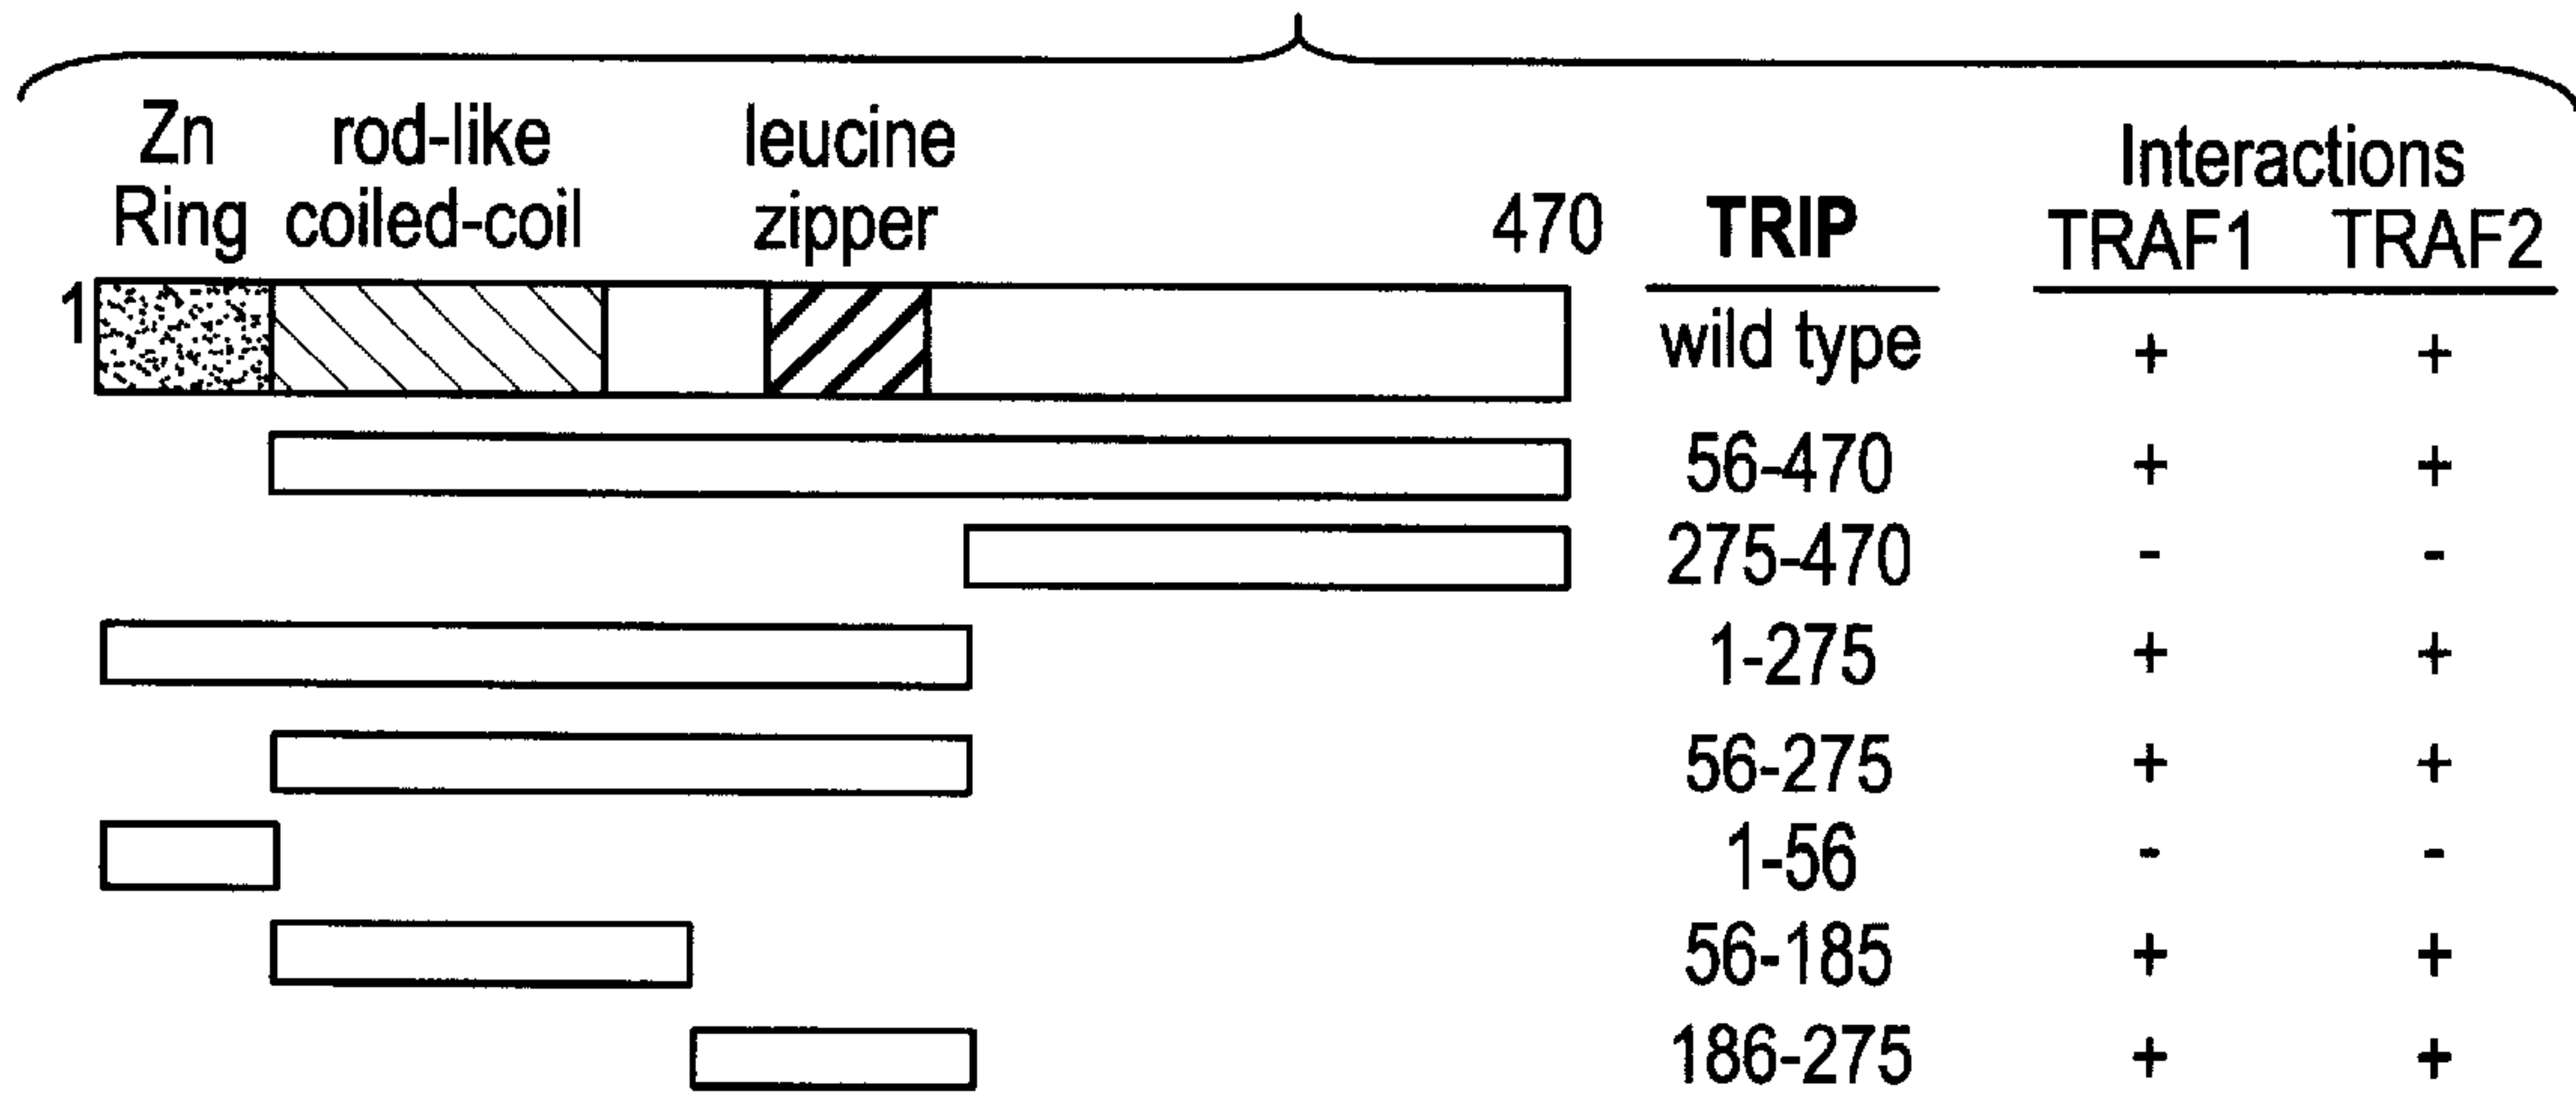 Zn rod-like leucine Interactions
Ring coiled-coil zipper 470 TRIP TRAF1 TRAF2
1 wild type + +
56-470 + +
275-470 - -
1-275 + +
56-275 + +
1-56 - -
56-185 + +
186-275 + +